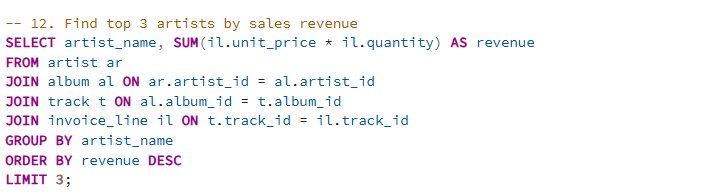 -- 12. Find top 3 artists by sales revenue
SELECT artist_name, SUM(il.unit_price * il.quantity) AS revenue
FROM artist ar
JOIN album al ON ar.artist_id = al.artist_id
JOIN track t ON al.album_id = t.album_id
JOIN invoice_line il ON t.track_id = il.track_id
GROUP BY artist_name
ORDER BY revenue DESC
LIMIT 3;